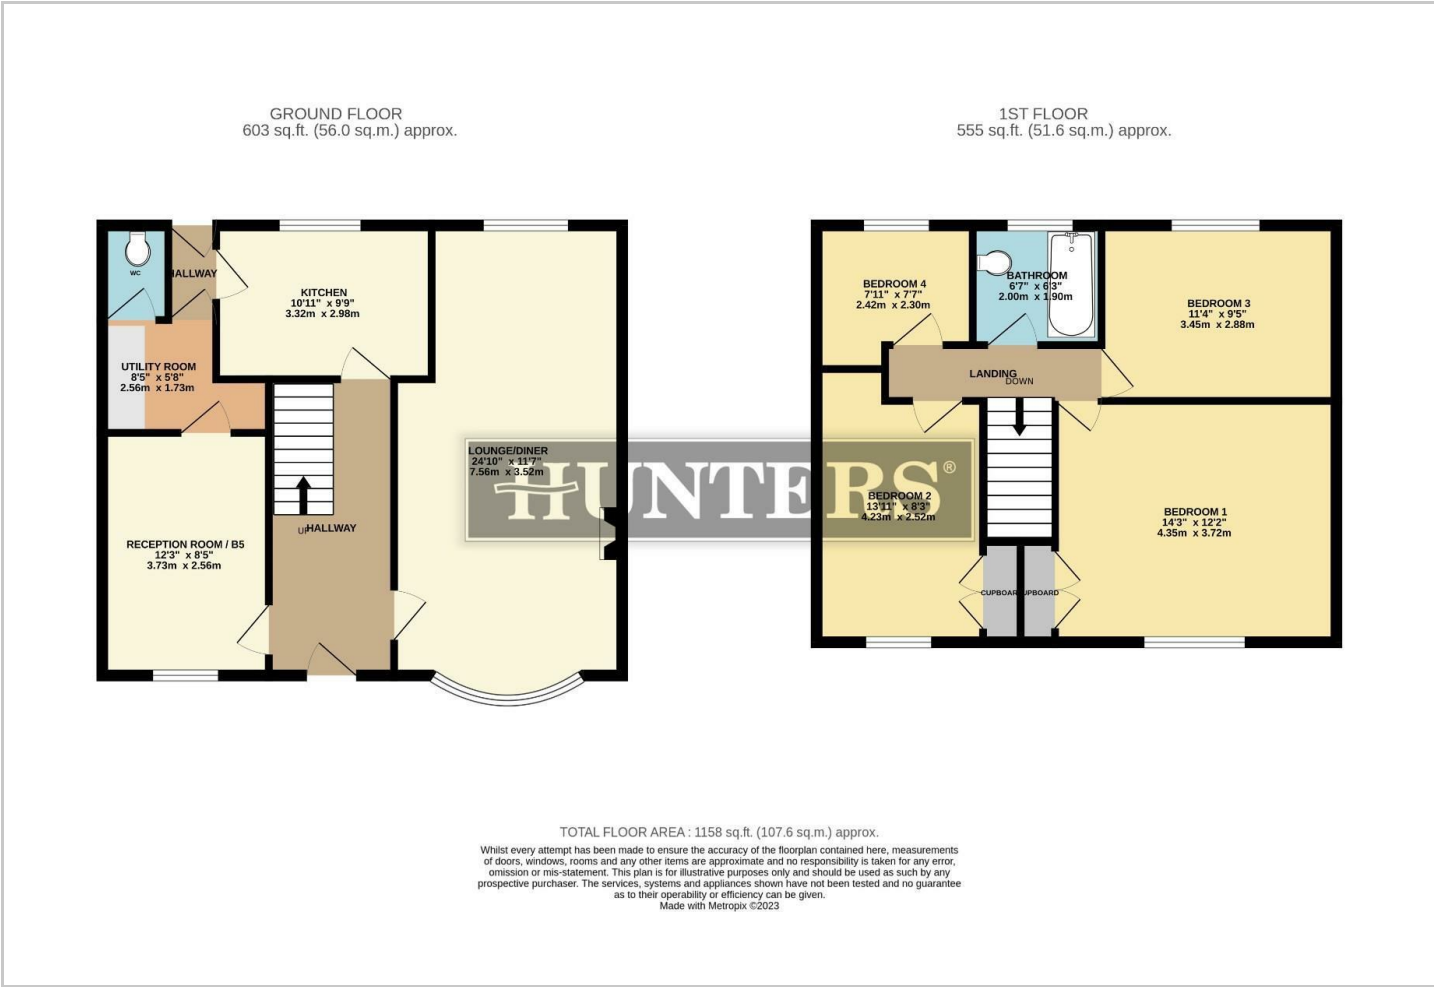 GROUND FLOOR
603 sq.ft. (56.0 sq.m.) approx.
WC
HALLWAY
KITCHEN
10'11" x 9'9"
3.32m x 2.98m
UTILITY ROOM
8'5" x 5'8"
2.56m x 1.73m
LOUNGE/DINER
24'10" x 11'7"
7.56m x 3.52m
UP
HALLWAY
RECEPTION ROOM / B5
12'3" x 8'5"
3.73m x 2.56m
HUNTERS®
1ST FLOOR
555 sq.ft. (51.6 sq.m.) approx.
BEDROOM 4
7'11" x 7'7"
2.42m x 2.30m
BATHROOM
6'7" x 6'3"
2.00m x 1.90m
BEDROOM 3
11'4" x 9'5"
3.45m x 2.88m
LANDING
DOWN
BEDROOM 2
13'11" x 8'3"
4.23m x 2.52m
BEDROOM 1
14'3" x 12'2"
4.35m x 3.72m
CUPBOARD
CUPBOARD
TOTAL FLOOR AREA : 1158 sq.ft. (107.6 sq.m.) approx.
Whilst every attempt has been made to ensure the accuracy of the floorplan contained here, measurements
of doors, windows, rooms and any other items are approximate and no responsibility is taken for any error,
omission or mis-statement. This plan is for illustrative purposes only and should be used as such by any
prospective purchaser. The services, systems and appliances shown have not been tested and no guarantee
as to their operability or efficiency can be given.
Made with Metropix ©2023